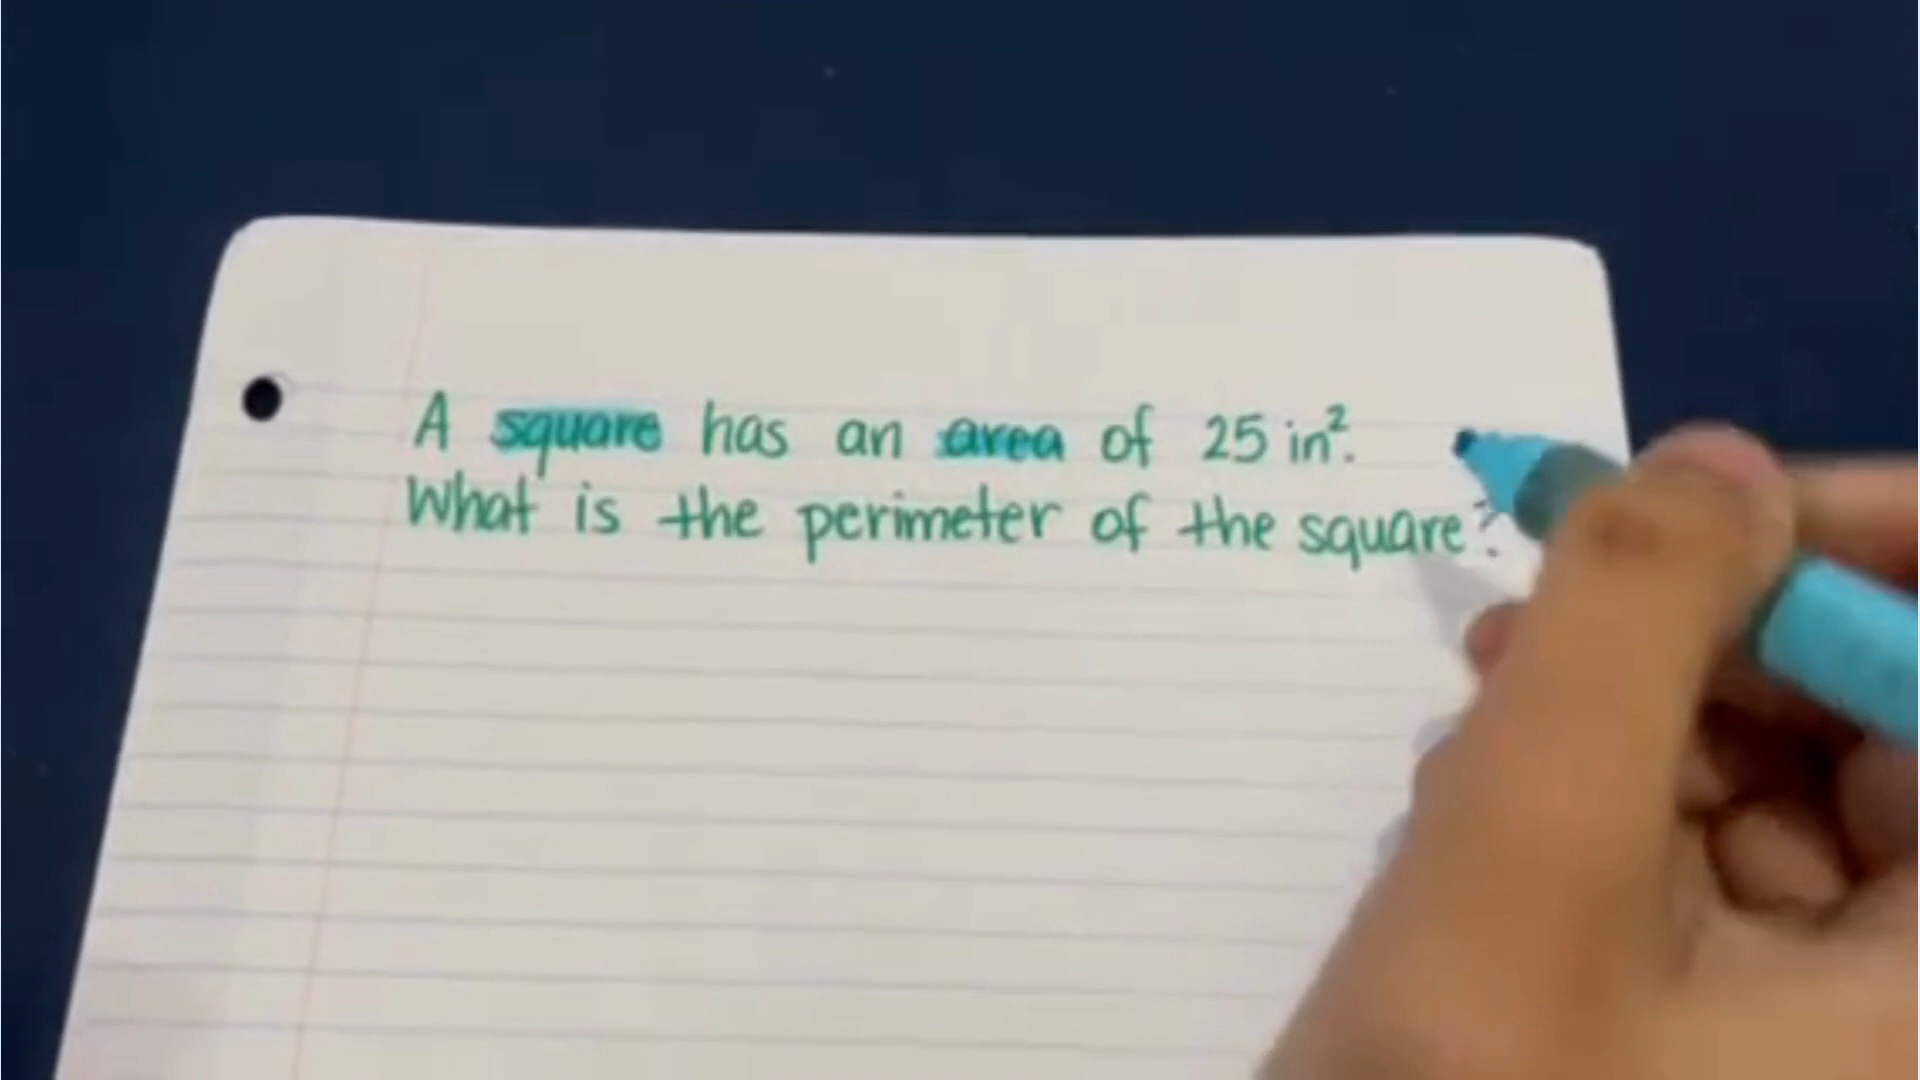 A square has an area of 25 in².
What is the perimeter of the square?